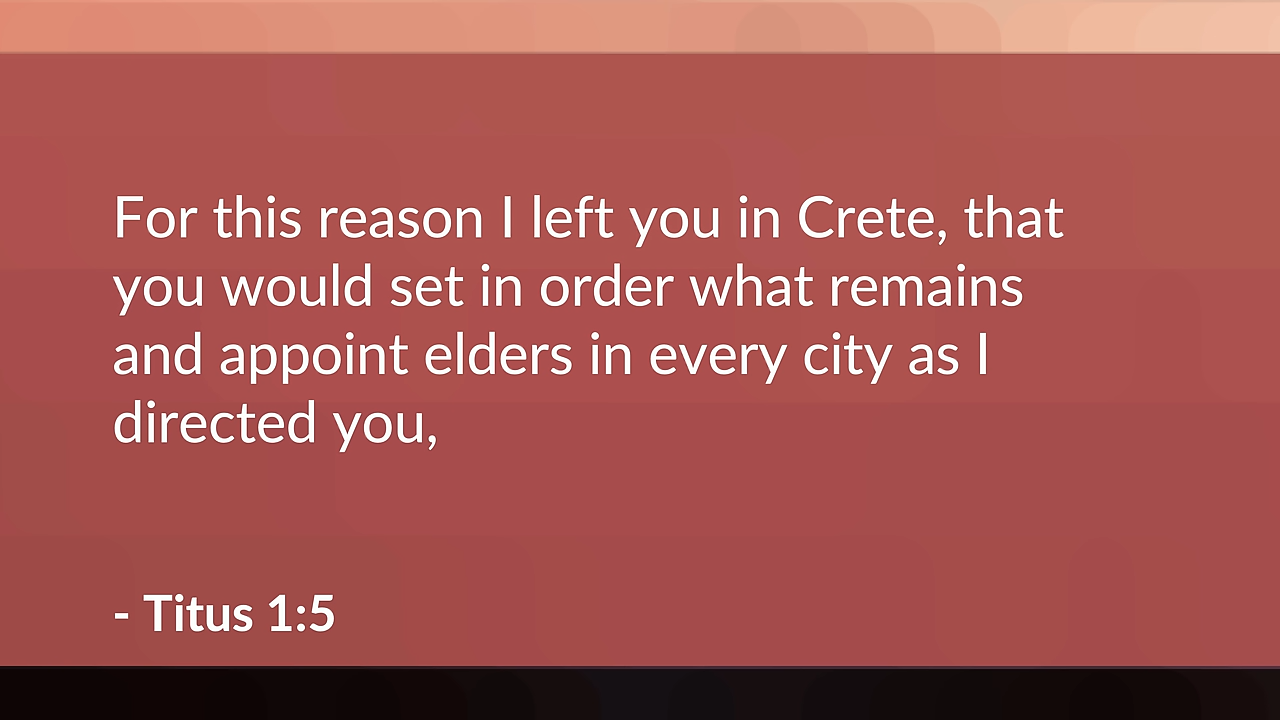 For this reason I left you in Crete, that
you would set in order what remains
and appoint elders in every city as I
directed you,
- Titus 1:5